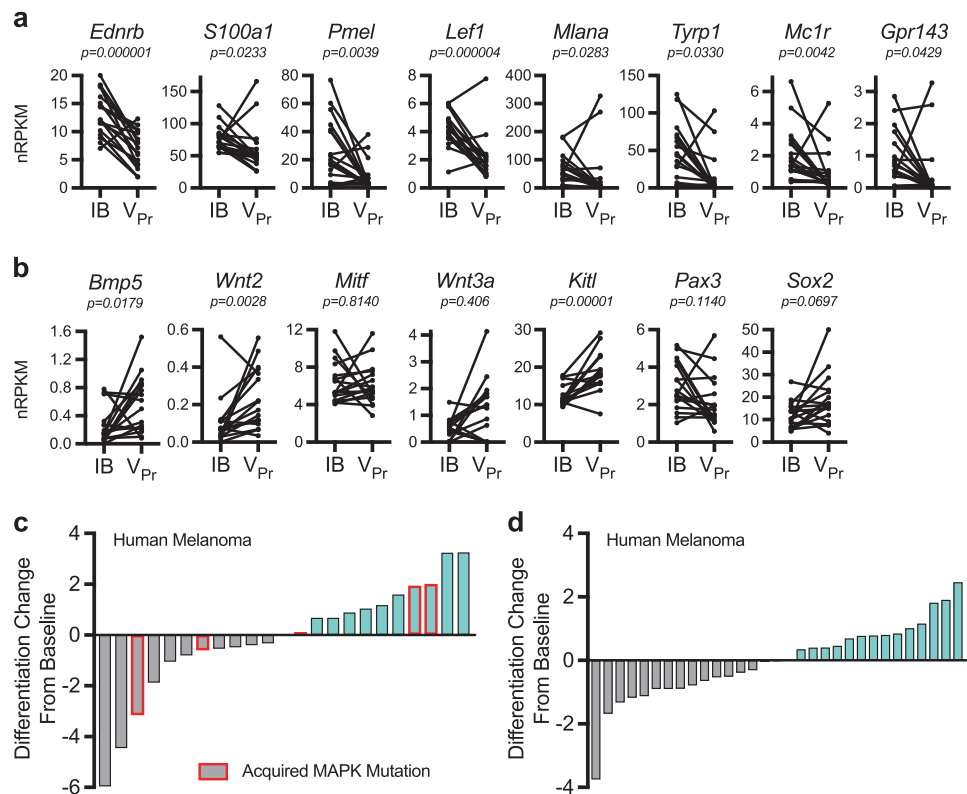 a
Ednrb S100a1 Pmel Lef1 Mlana Tyrp1 Mc1r Gpr143
p=0.000001 p=0.0233 p=0.0039 p=0.000004 p=0.0283 p=0.0330 p=0.0042 p=0.0429
nRPKM
20 15 10 5 0
150 100 50 0
80 60 40 20 0
8 6 4 2 0
400 300 200 100 0
150 100 50 0
6 4 2 0
3 2 1 0
IB VPr IB VPr IB VPr IB VPr IB VPr IB VPr IB VPr IB VPr
b
Bmp5 Wnt2 Mitf Wnt3a Kitl Pax3 Sox2
p=0.0179 p=0.0028 p=0.8140 p=0.406 p=0.00001 p=0.1140 p=0.0697
nRPKM
1.6 1.2 0.8 0.4 0.0
0.6 0.4 0.2 0.0
12 8 4 0
4 3 2 1 0
30 20 10 0
6 4 2 0
50 40 30 20 10 0
IB VPr IB VPr IB VPr IB VPr IB VPr IB VPr IB VPr
c
Human Melanoma
Differentiation Change
From Baseline
4 2 0 -2 -4 -6
Acquired MAPK Mutation
d
Human Melanoma
Differentiation Change
From Baseline
4 2 0 -2 -4